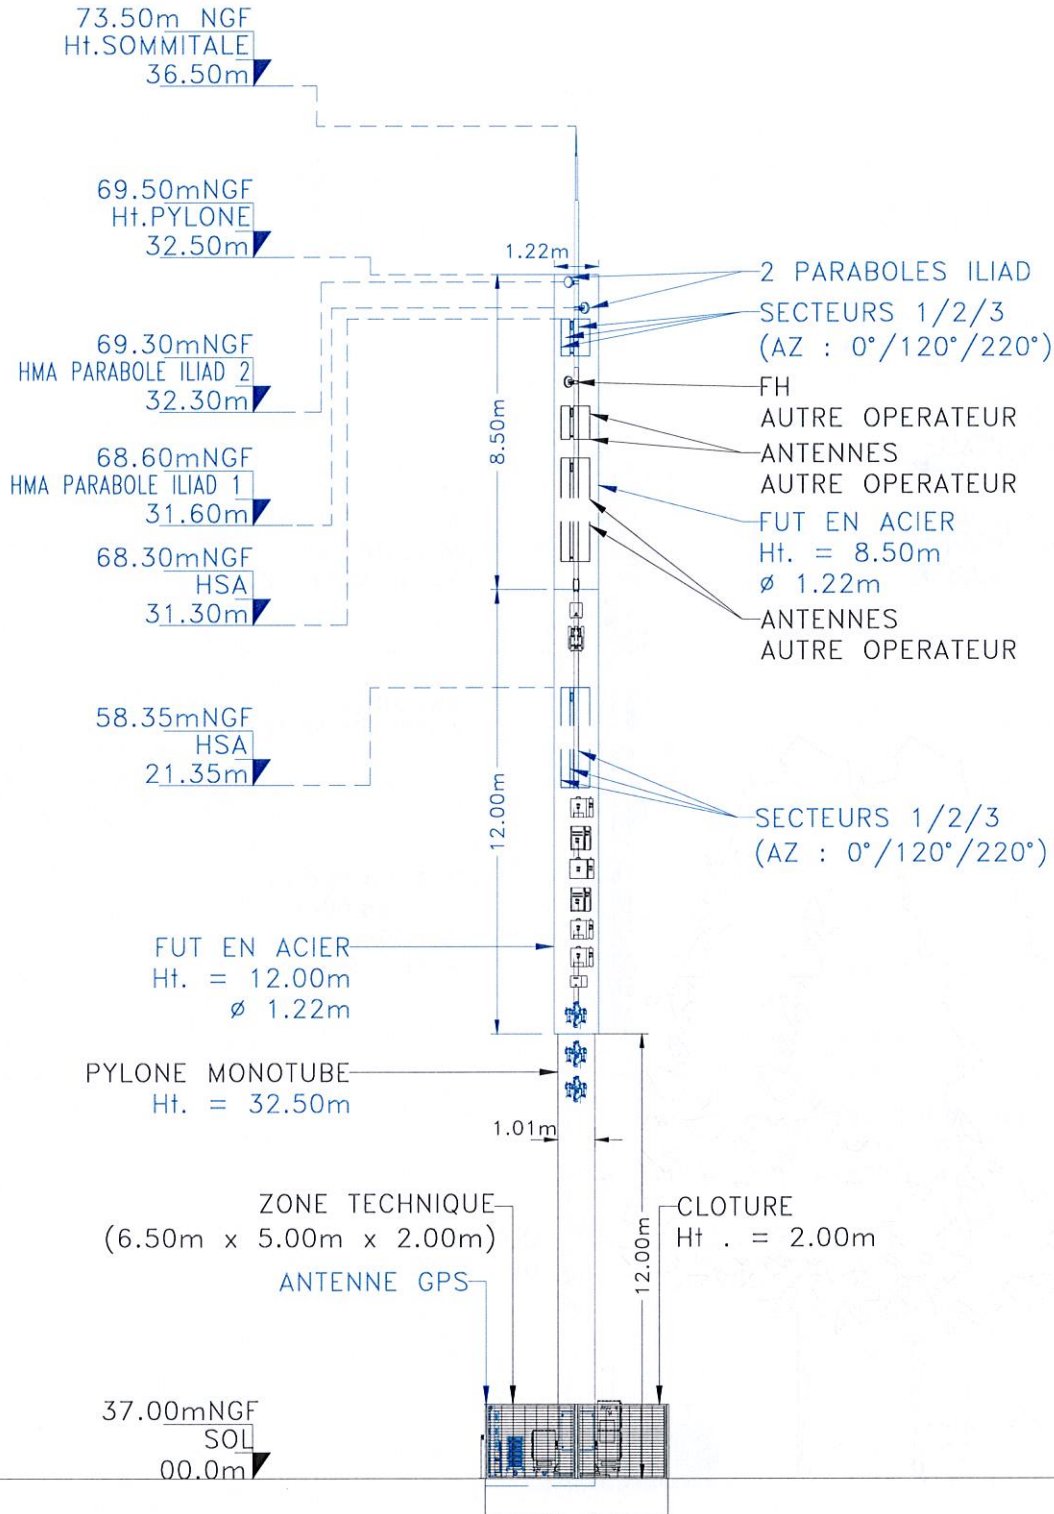 73.50m NGF
Ht.SOMMITALE
36.50m
69.50mNGF
Ht.PYLONE
32.50m
69.30mNGF
HMA PARABOLE ILIAD 2
32.30m
68.60mNGF
HMA PARABOLE ILIAD 1
31.60m
68.30mNGF
HSA
31.30m
58.35mNGF
HSA
21.35m
1.22m
8.50m
12.00m
2 PARABOLES ILIAD
SECTEURS 1/2/3
(AZ : 0°/120°/220°)
FH
AUTRE OPERATEUR
ANTENNES
AUTRE OPERATEUR
FUT EN ACIER
Ht. = 8.50m
ø 1.22m
ANTENNES
AUTRE OPERATEUR
SECTEURS 1/2/3
(AZ : 0°/120°/220°)
FUT EN ACIER
Ht. = 12.00m
ø 1.22m
PYLONE MONOTUBE
Ht. = 32.50m
1.01m
12.00m
ZONE TECHNIQUE
(6.50m x 5.00m x 2.00m)
ANTENNE GPS
CLOTURE
Ht . = 2.00m
37.00mNGF
SOL
00.0m